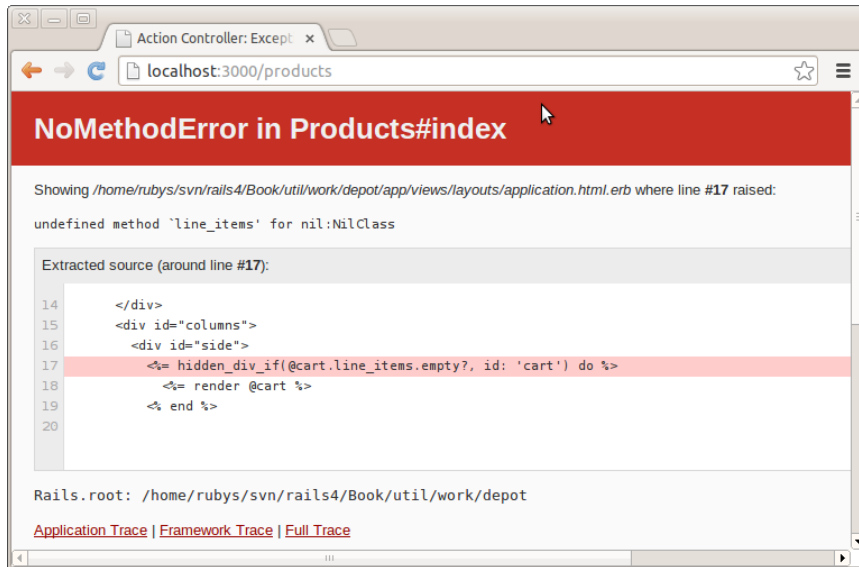 Action Controller: Except
localhost:3000/products
NoMethodError in Products#index
Showing /home/rubys/svn/rails4/Book/util/work/depot/app/views/layouts/application.html.erb where line #17 raised:
undefined method `line_items' for nil:NilClass
Extracted source (around line #17):
14 </div>
15 <div id="columns">
16 <div id="side">
17 <%= hidden_div_if(@cart.line_items.empty?, id: 'cart') do %>
18 <%= render @cart %>
19 <% end %>
20
Rails.root: /home/rubys/svn/rails4/Book/util/work/depot
Application Trace | Framework Trace | Full Trace